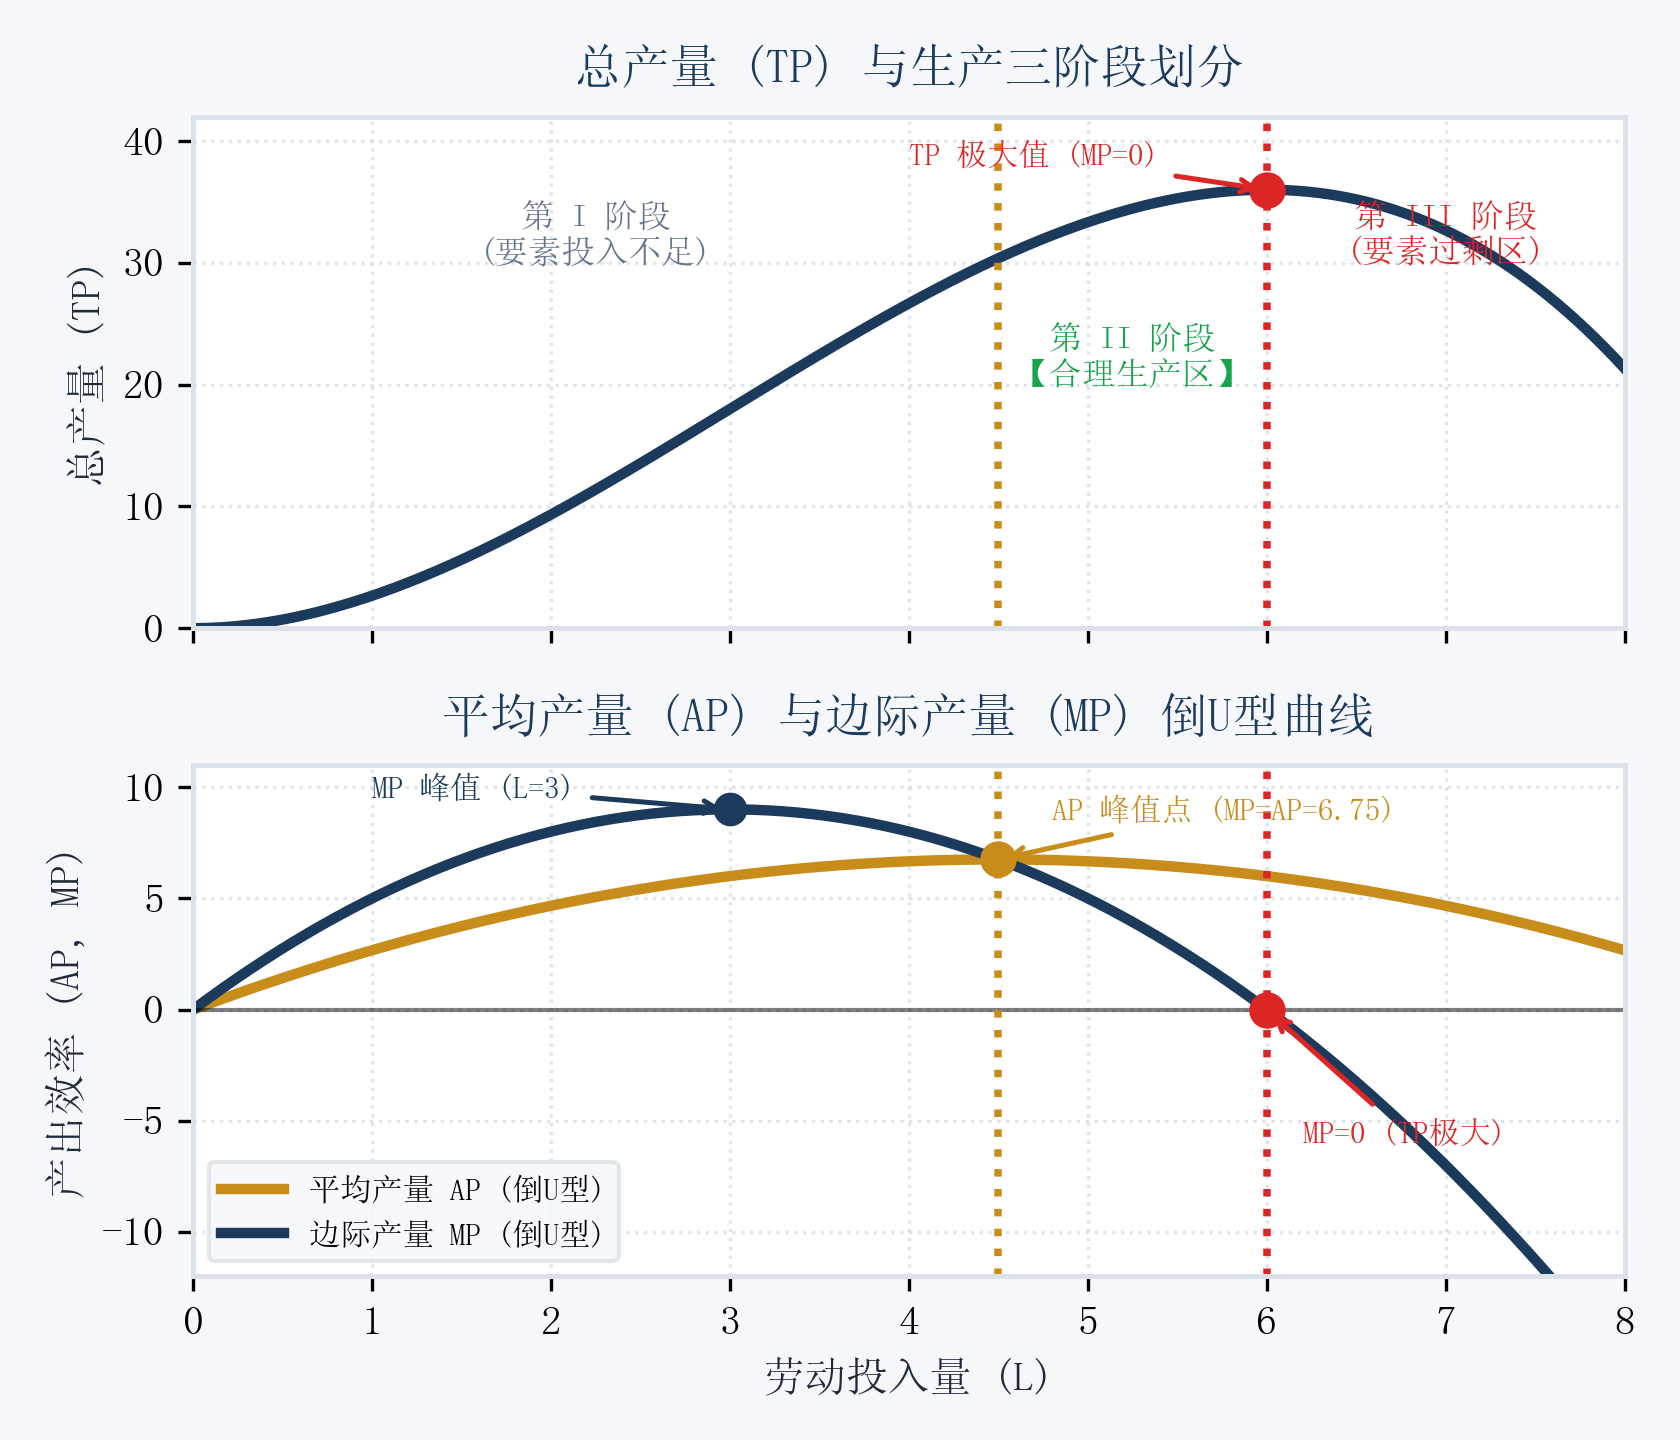 总产量 (TP) 与生产三阶段划分
总产量 (TP)
40
30
20
10
0
TP 极大值 (MP=0)
第 I 阶段
(要素投入不足)
第 II 阶段
【合理生产区】
第 III 阶段
(要素过剩区)
平均产量 (AP) 与边际产量 (MP) 倒U型曲线
产出效率 (AP, MP)
10
5
0
−5
−10
MP 峰值 (L=3)
AP 峰值点 (MP=AP=6.75)
MP=0 (TP极大)
平均产量 AP (倒U型)
边际产量 MP (倒U型)
0 1 2 3 4 5 6 7 8
劳动投入量 (L)